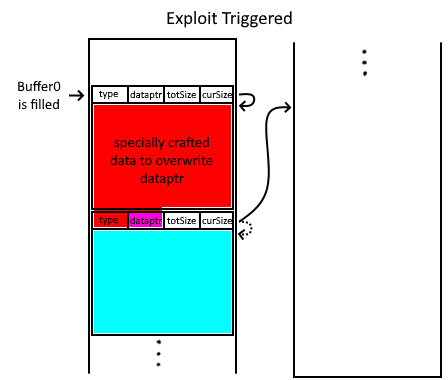 Exploit Triggered
Buffer0
is filled
type dataptr totSize curSize
specially crafted
data to overwrite
dataptr
type dataptr totSize curSize